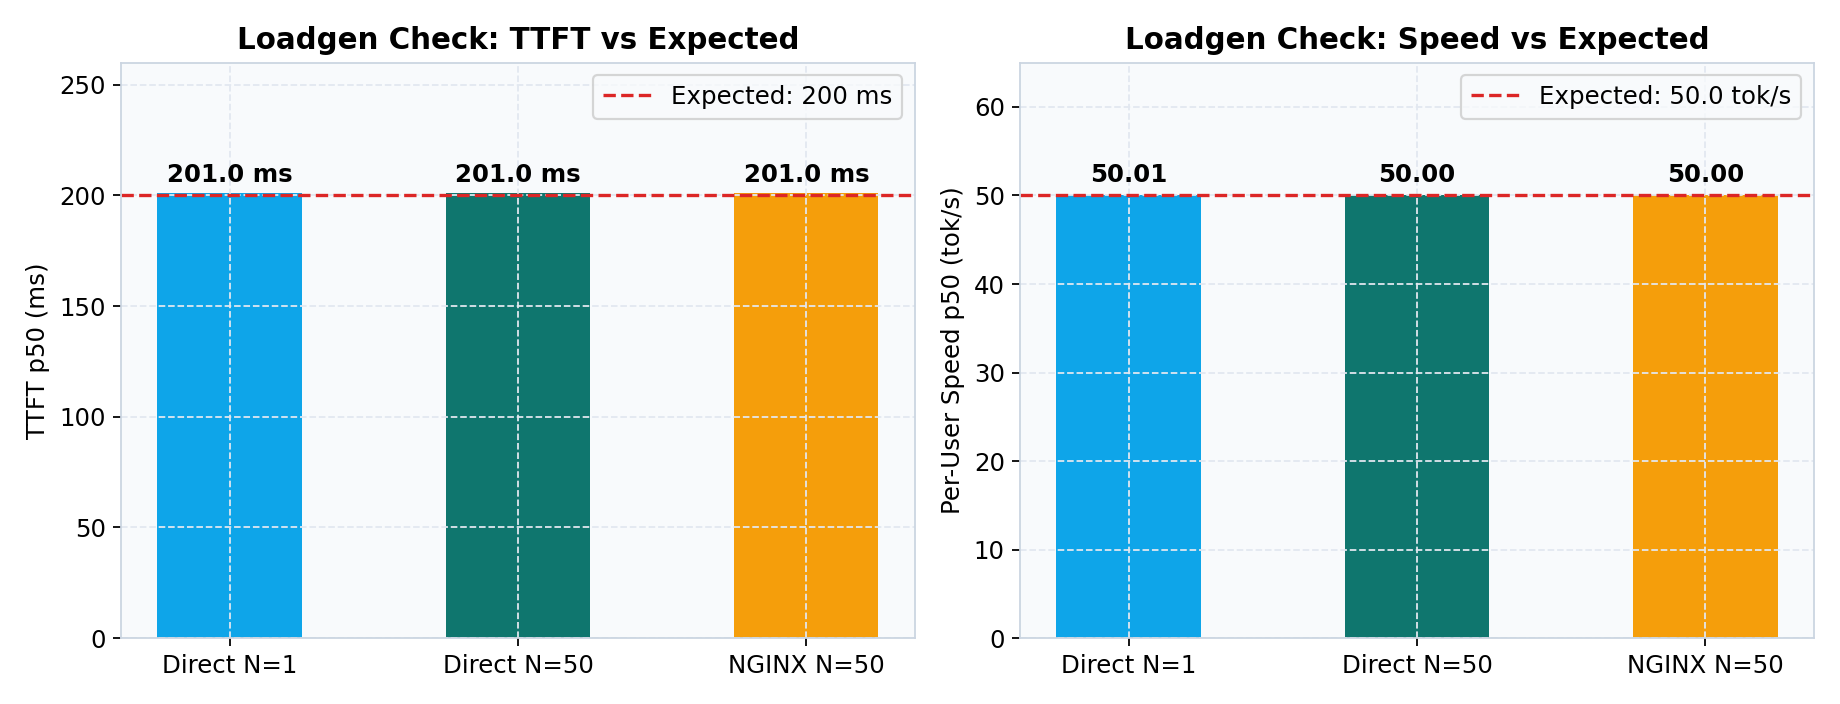 Loadgen Check: TTFT vs Expected
Expected: 200 ms
TTFT p50 (ms)
250
200
150
100
50
0
201.0 ms
201.0 ms
201.0 ms
Direct N=1
Direct N=50
NGINX N=50
Loadgen Check: Speed vs Expected
Expected: 50.0 tok/s
Per-User Speed p50 (tok/s)
60
50
40
30
20
10
0
50.01
50.00
50.00
Direct N=1
Direct N=50
NGINX N=50